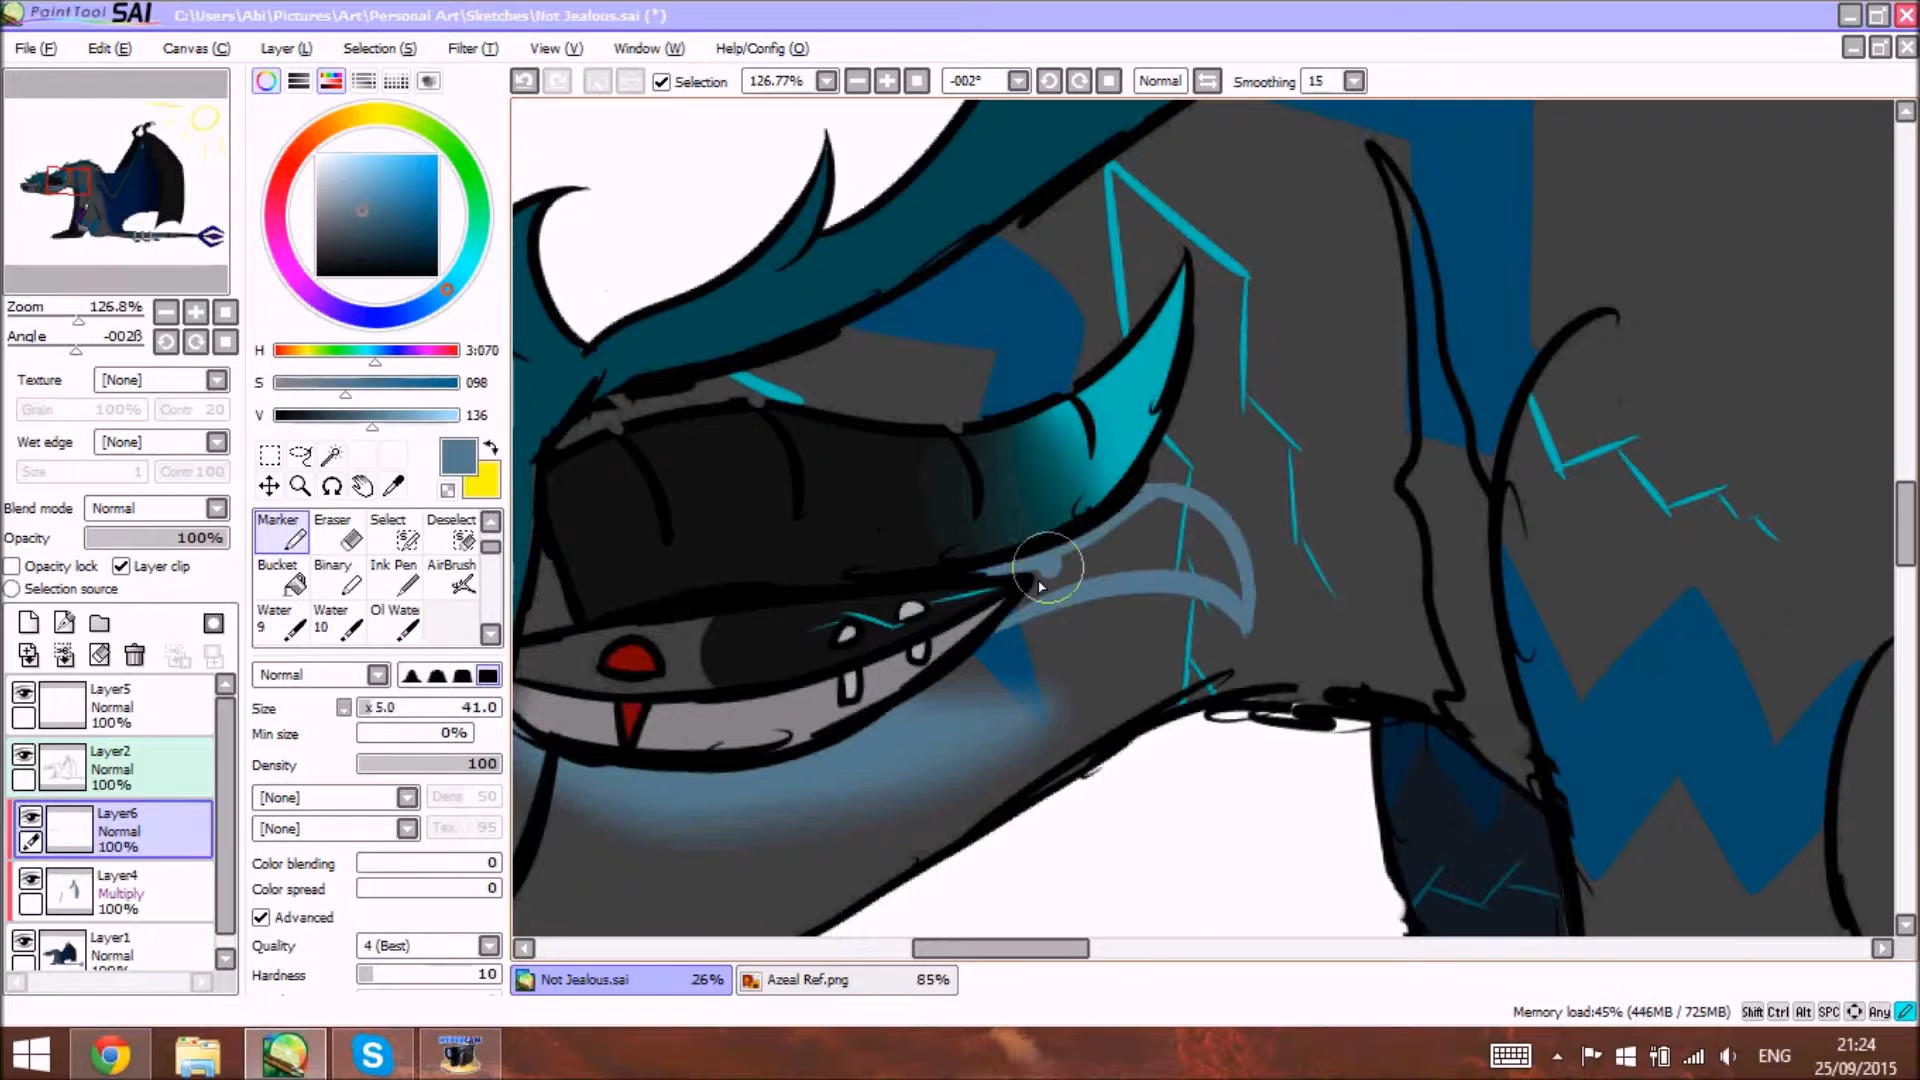 PaintTool SAI C:\Users\Abi\Pictures\Art\Personal Art\Sketches\Not Jealous.sai (*)
File (F) Edit (E) Canvas (C) Layer (L) Selection (S) Filter (T) View (V) Window (W) Help/Config (O)
Selection 126.77% -002° Normal Smoothing 15
Zoom 126.8%
Angle -002ß
Texture [None]
Grain 100% Contr 20
Wet edge [None]
Size 1 Contr 100
Blend mode Normal
Opacity 100%
Opacity lock Layer clip
Selection source
Layer5
Normal
100%
Layer2
Normal
100%
Layer6
Normal
100%
Layer4
Multiply
100%
Layer1
Normal
100%
H 3:070
S 098
V 136
Marker Eraser Select Deselect
Bucket Binary Ink Pen AirBrush
Water 9 Water 10 Oil Wate
Normal
Size x 5.0 41.0
Min size 0%
Density 100
[None] Dens 50
[None] Tex. 95
Color blending 0
Color spread 0
Advanced
Quality 4 (Best)
Hardness 10
Not Jealous.sai 26% Azeal Ref.png 85%
Memory load:45% (446MB / 725MB) Shift Ctrl Alt SPC Any
ENG
21:24
25/09/2015